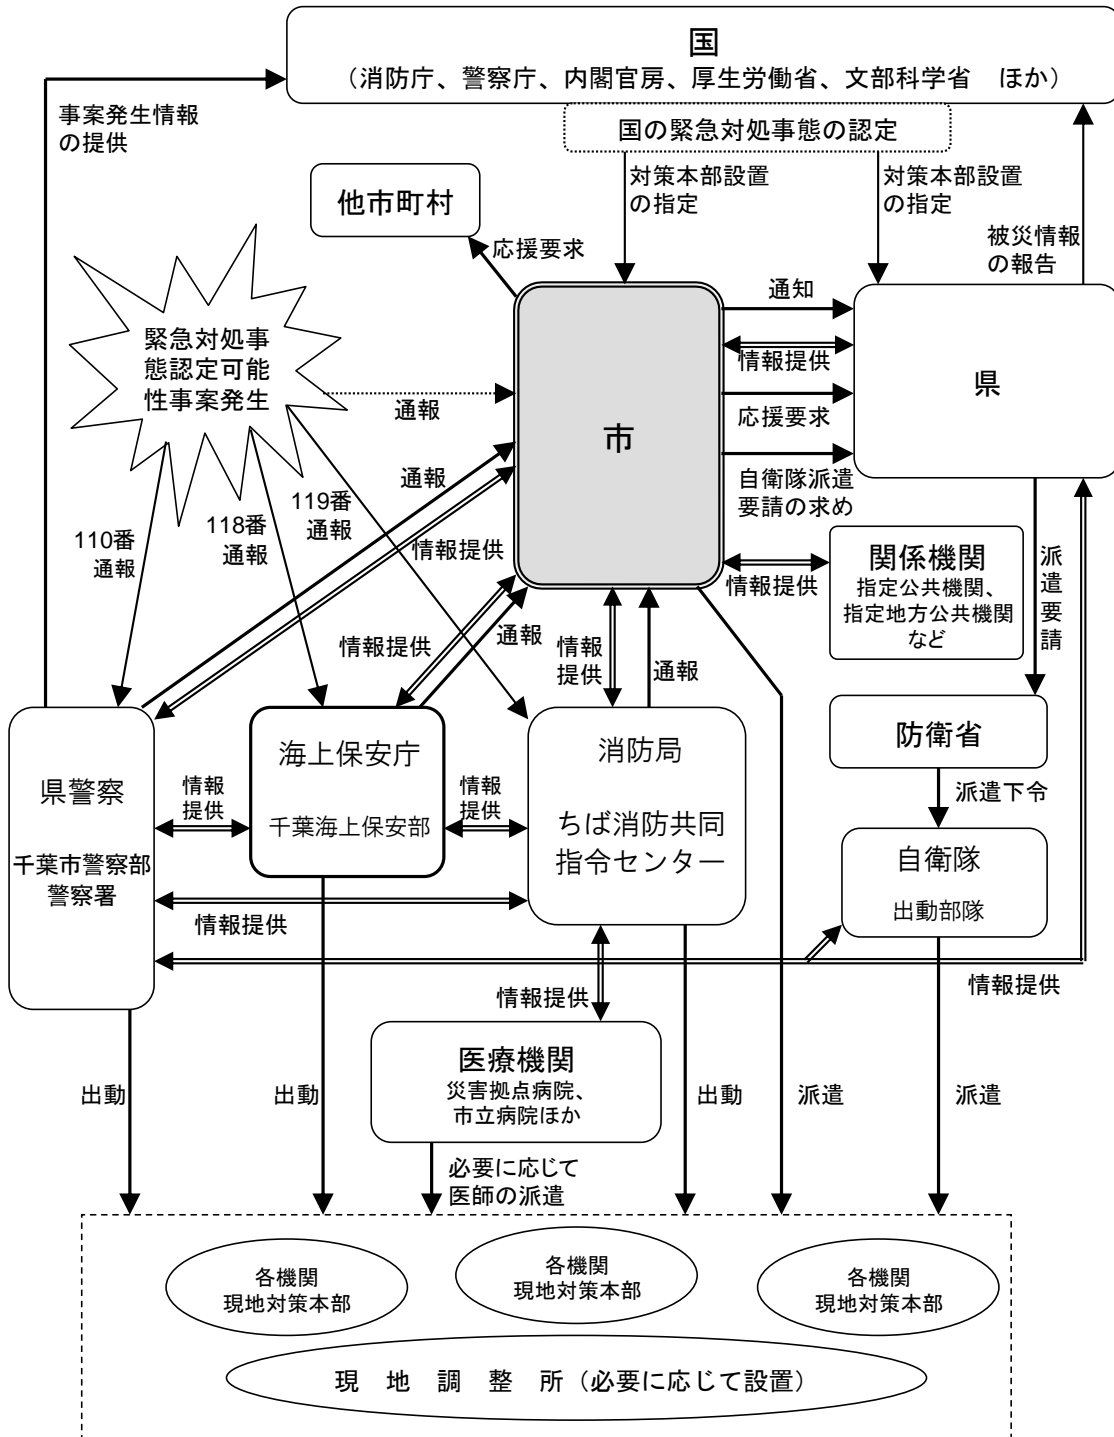 国
（消防庁、警察庁、内閣官房、厚生労働省、文部科学省　ほか）
国の緊急対処事態の認定
事案発生情報
の提供
対策本部設置
の指定
対策本部設置
の指定
被災情報
の報告
他市町村
応援要求
緊急対処事
態認定可能
性事案発生
通報
市
通知
情報提供
応援要求
自衛隊派遣
要請の求め
県
110番
通報
118番
通報
119番
通報
通報
情報提供
情報提供
通報
情報
提供
通報
情報提供
関係機関
指定公共機関、
指定地方公共機関
など
派遣要請
防衛省
派遣下令
自衛隊
出動部隊
県警察
千葉市警察部
警察署
情報
提供
海上保安庁
千葉海上保安部
情報
提供
消防局
ちば消防共同
指令センター
情報提供
情報提供
情報提供
医療機関
災害拠点病院、
市立病院ほか
出動
出動
必要に応じて
医師の派遣
出動
派遣
派遣
各機関
現地対策本部
各機関
現地対策本部
各機関
現地対策本部
現　地　調　整　所（必要に応じて設置）